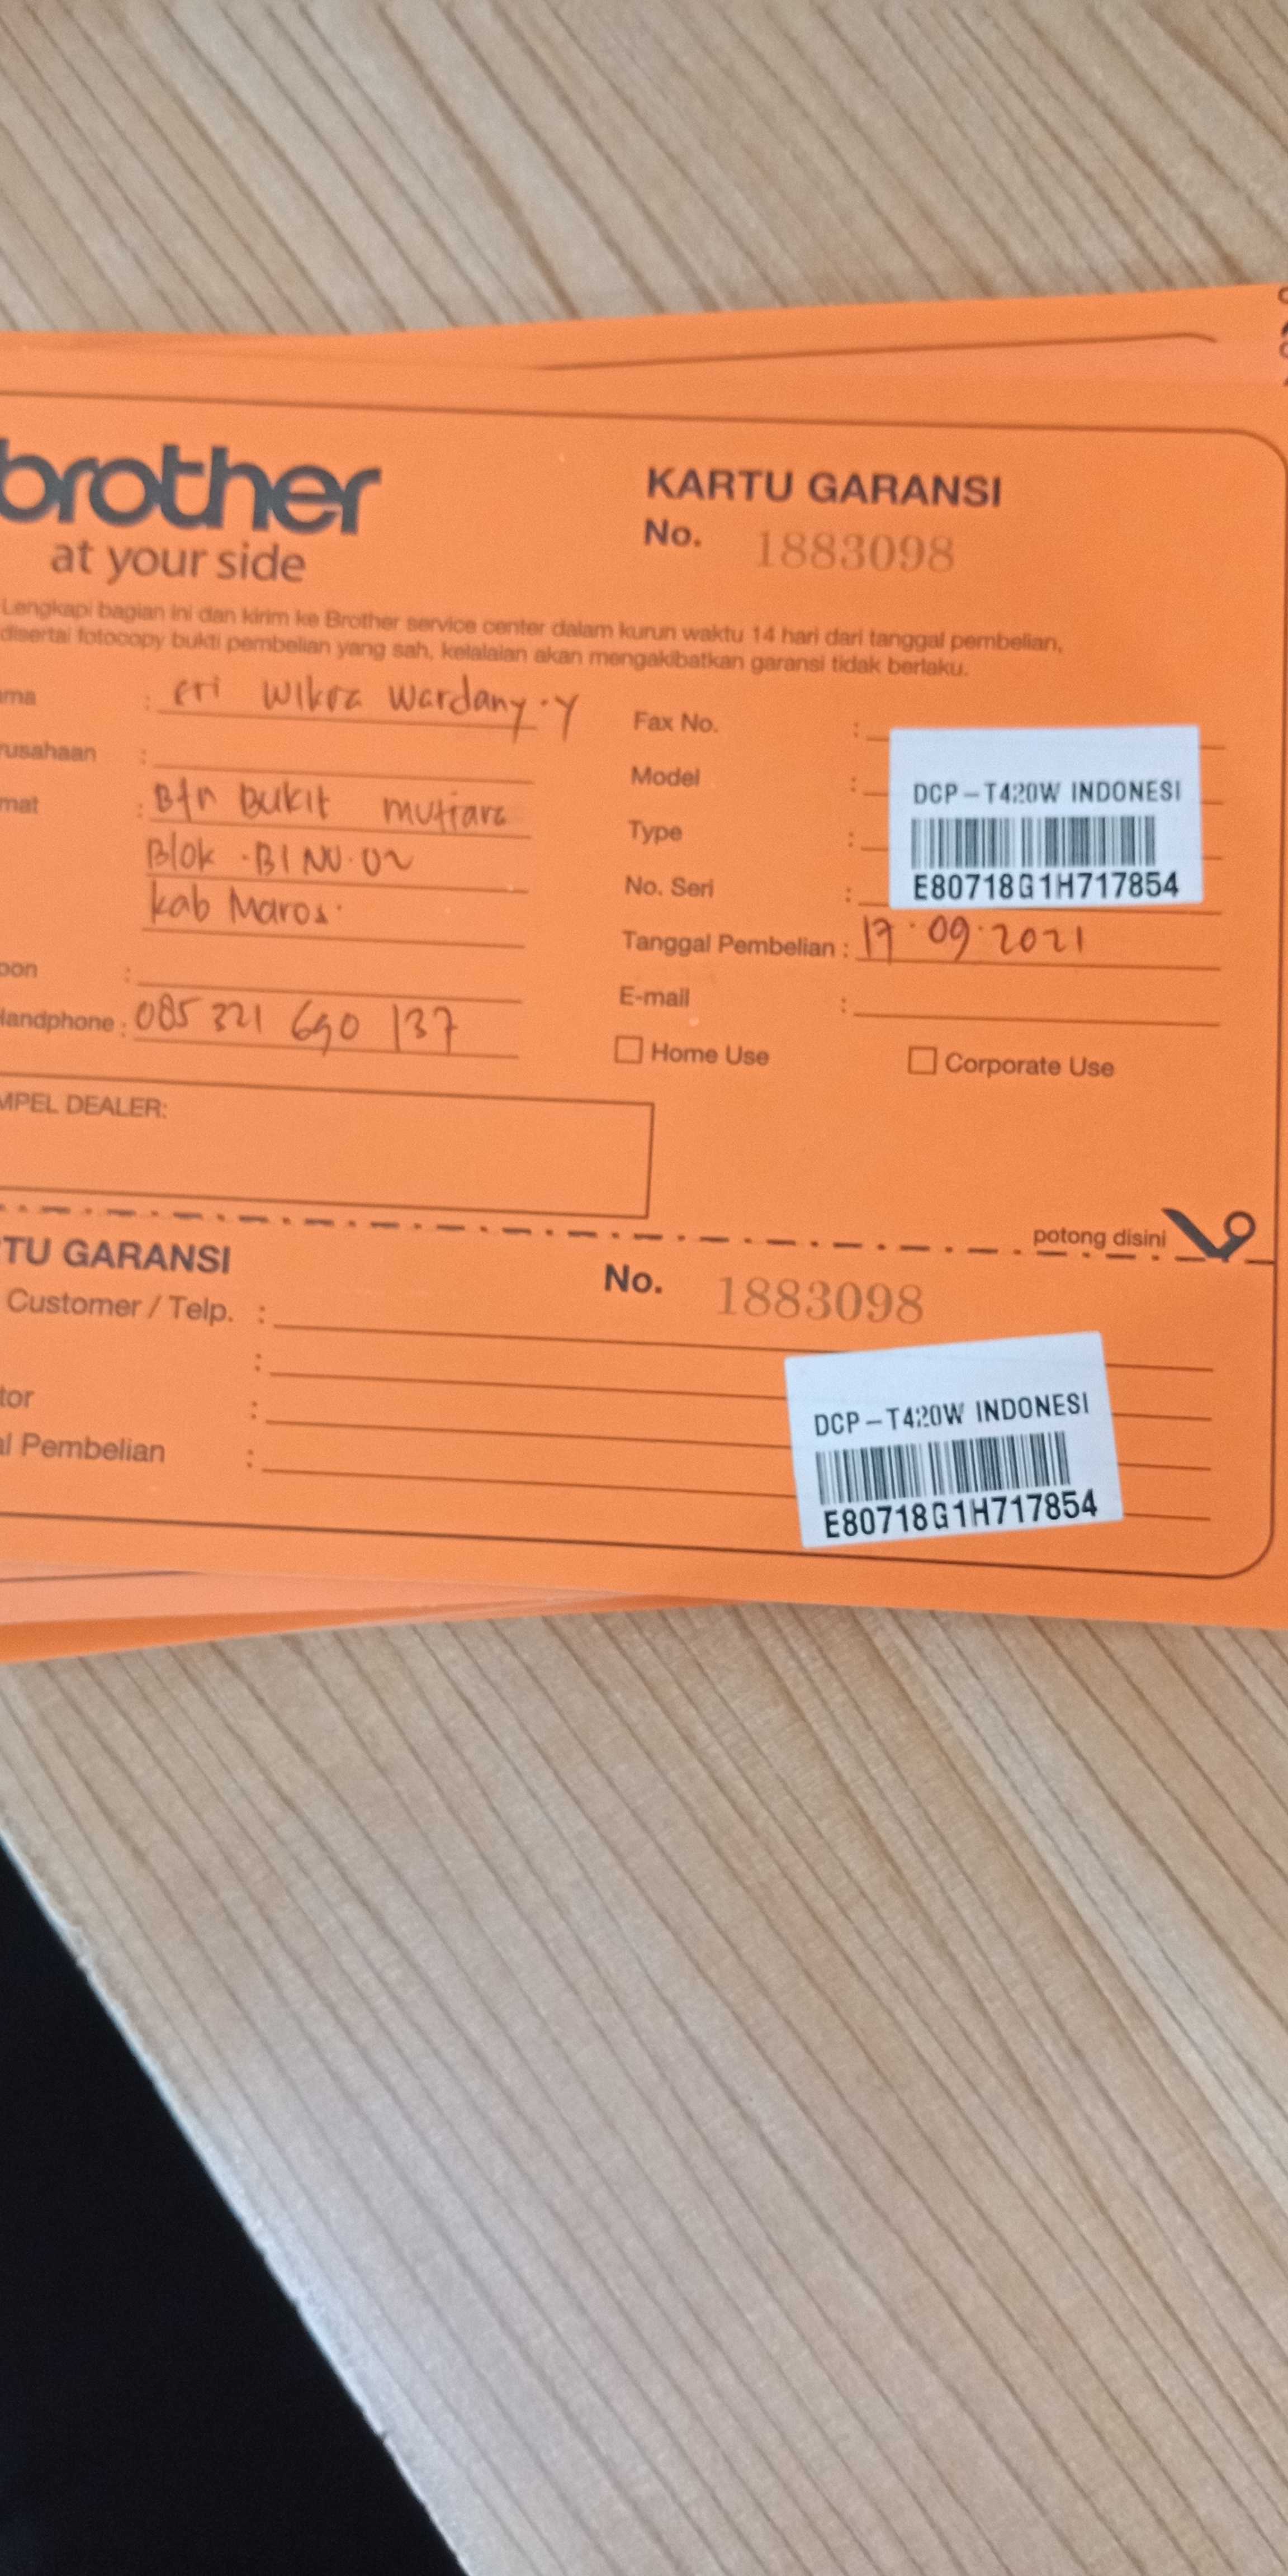 brother
at your side
KARTU GARANSI
No. 1883098
Lengkapi bagian ini dan kirim ke Brother service center dalam kurun waktu 14 hari dari tanggal pembelian,
disertai fotocopy bukti pembelian yang sah, kelalaian akan mengakibatkan garansi tidak berlaku.
ma : eri wikra wardany.y
rusahaan :
mat : Btn Bukit mutiara
Blok .B1 No.02
kab Maros.
pon :
Handphone : 085 321 690 137
Fax No. :
Model : DCP-T420W INDONESI
Type :
No. Seri : E80718G1H717854
Tanggal Pembelian : 17.09.2021
E-mail :
Home Use
Corporate Use
MPEL DEALER:
potong disini
TU GARANSI
No. 1883098
Customer / Telp. :
:
tor :
al Pembelian :
DCP-T420W INDONESI
E80718G1H717854